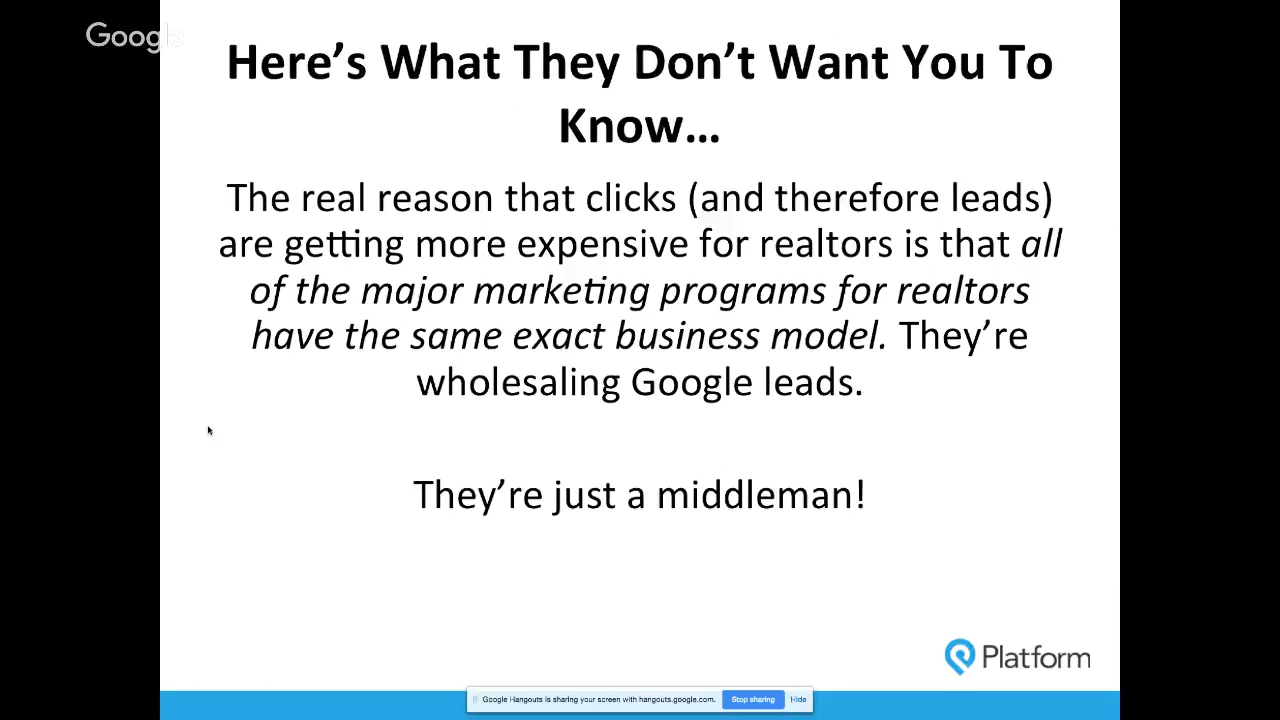 Google
Here's What They Don't Want You To
Know…
The real reason that clicks (and therefore leads)
are getting more expensive for realtors is that all
of the major marketing programs for realtors
have the same exact business model. They're
wholesaling Google leads.
They're just a middleman!
Platform
Google Hangouts is sharing your screen with hangouts.google.com. Stop sharing Hide